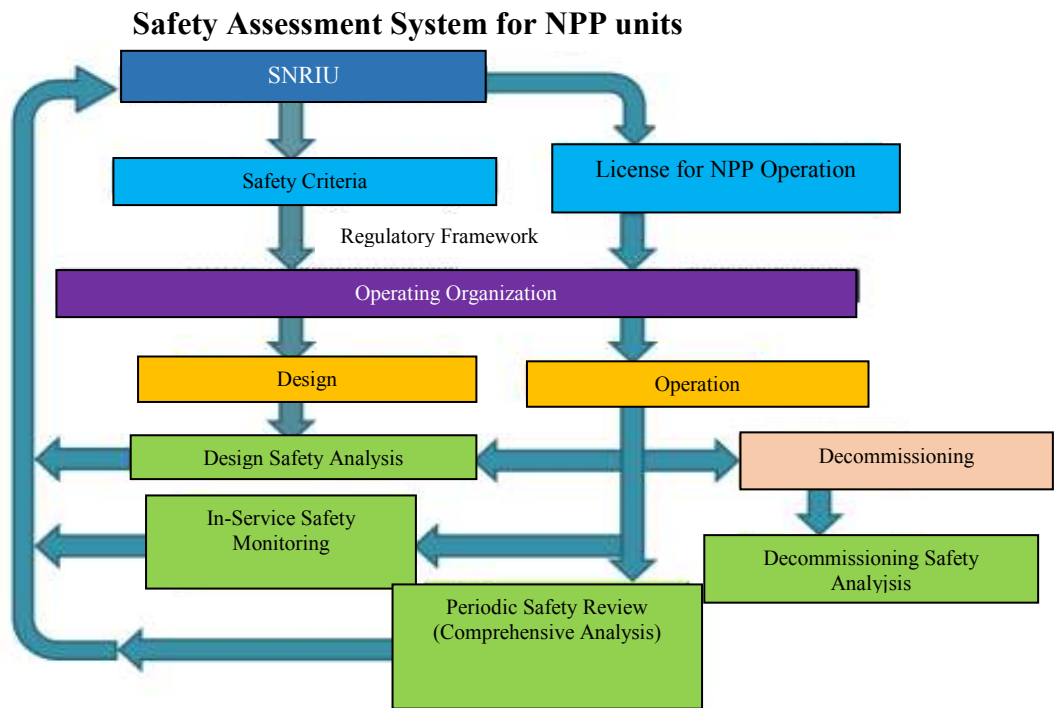 Safety Assessment System for NPP units
SNRIU
Safety Criteria
License for NPP Operation
Regulatory Framework
Operating Organization
Design
Operation
Design Safety Analysis
Decommissioning
In-Service Safety
Monitoring
Decommissioning Safety
Analyjsis
Periodic Safety Review
(Comprehensive Analysis)